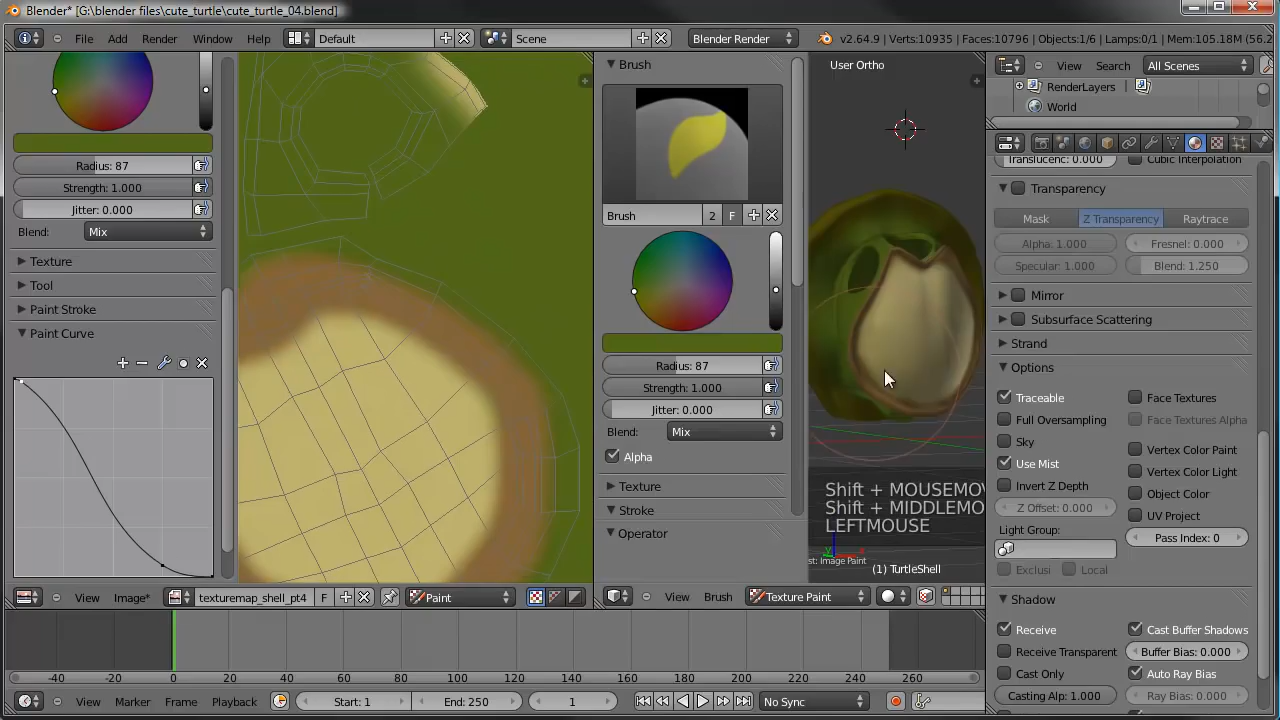 Blender* [G:\blender files\cute_turtle\cute_turtle_04.blend]
File Add Render Window Help Default Scene Blender Render v2.64.9 | Verts:10935 | Faces:10796 | Objects:1/6 | Lamps:0/1 | Mem:105.18M (56.2
Radius: 87
Strength: 1.000
Jitter: 0.000
Blend: Mix
Texture
Tool
Paint Stroke
Paint Curve
View Image* texturemap_shell_pt4 F Paint
Brush
Brush 2 F
Radius: 87
Strength: 1.000
Jitter: 0.000
Blend: Mix
Alpha
Texture
Stroke
Operator
User Ortho
Shift + MOUSEMOV
Shift + MIDDLEMO
LEFTMOUSE
st: Image Paint
(1) TurtleShell
View Brush Texture Paint
View Search All Scenes
RenderLayers
World
Translucenc: 0.000 Cubic Interpolation
Transparency
Mask Z Transparency Raytrace
Alpha: 1.000 Fresnel: 0.000
Specular: 1.000 Blend: 1.250
Mirror
Subsurface Scattering
Strand
Options
Traceable Face Textures
Full Oversampling Face Textures Alpha
Sky Vertex Color Paint
Use Mist Vertex Color Light
Invert Z Depth Object Color
Z Offset: 0.000 UV Project
Light Group: Pass Index: 0
Exclusi Local
Shadow
Receive Cast Buffer Shadows
Receive Transparent Buffer Bias: 0.000
Cast Only Auto Ray Bias
Casting Alp: 1.000 Ray Bias: 0.000
-40 -20 0 20 40 60 80 100 120 140 160 180 200 220 240 260
View Marker Frame Playback Start: 1 End: 250 1 No Sync